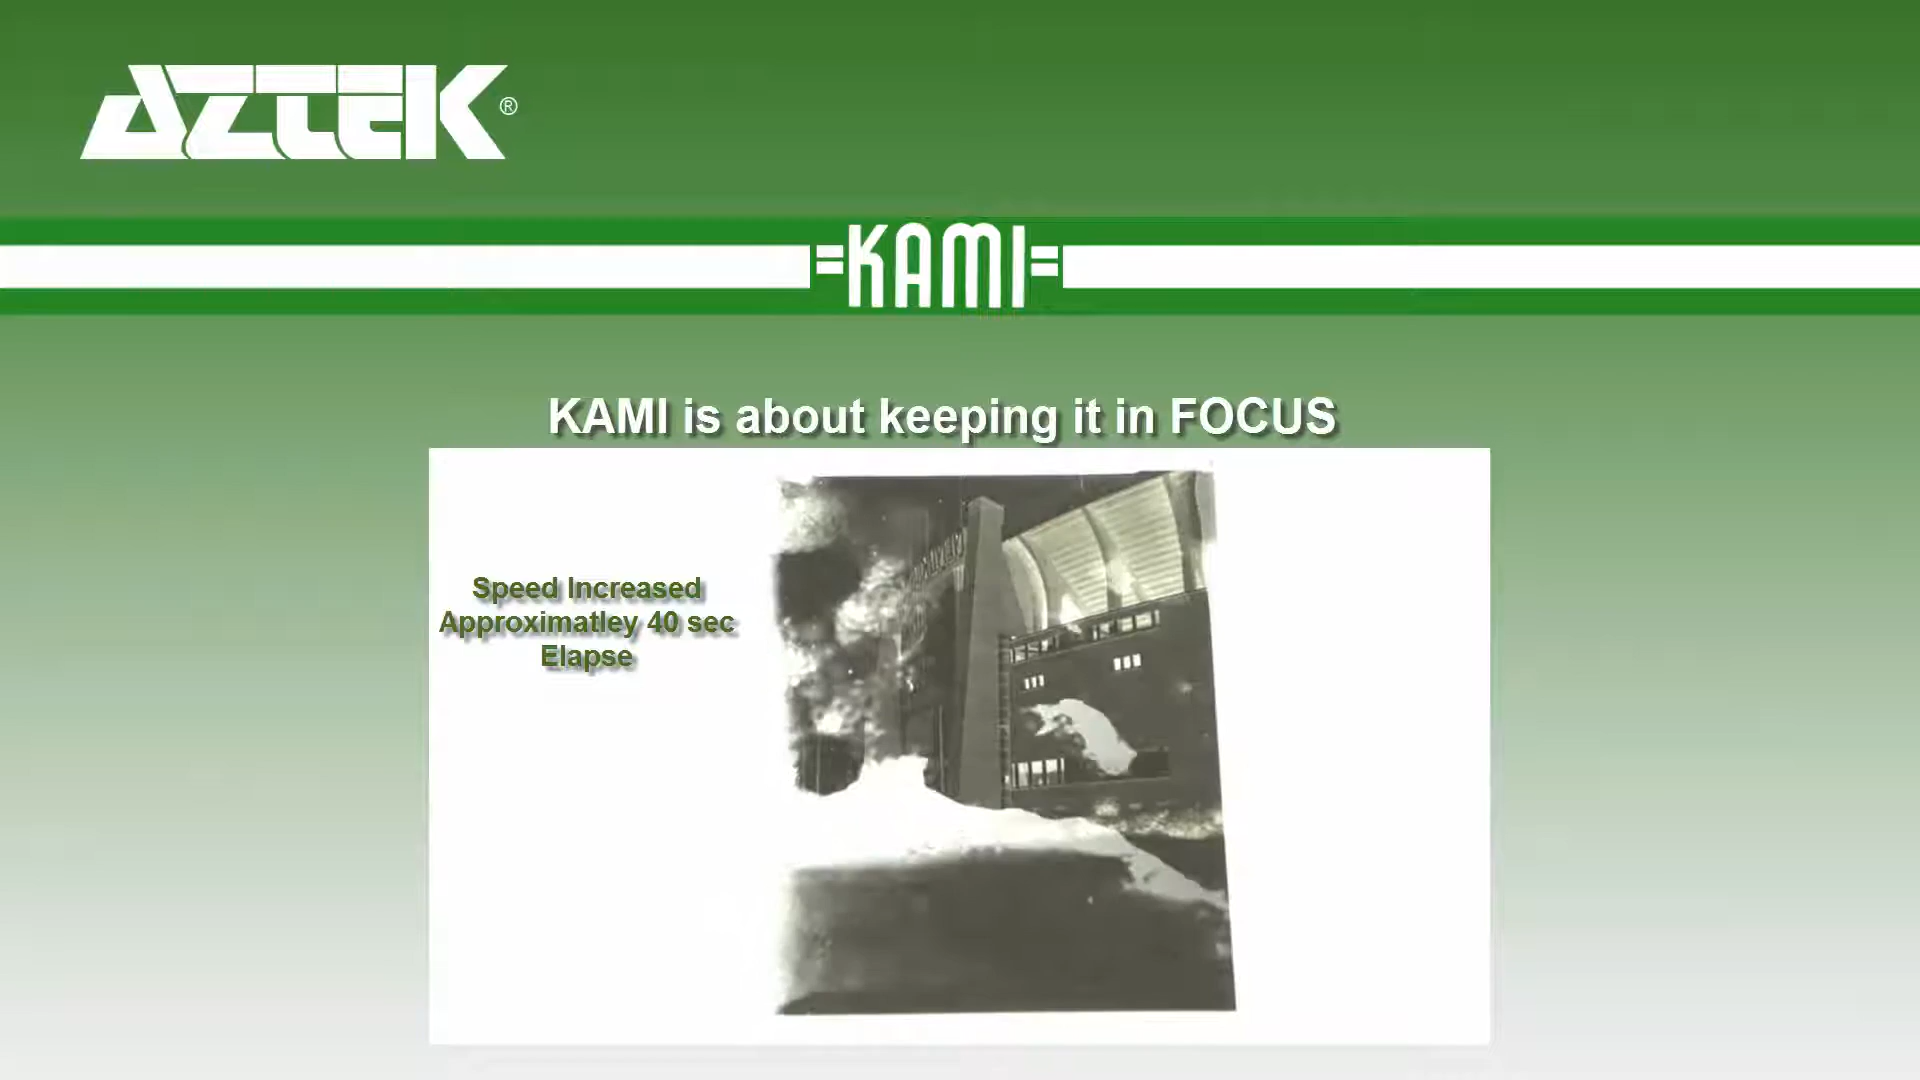 AZTEK®
=KAMI=
KAMI is about keeping it in FOCUS
Speed Increased
Approximatley 40 sec
Elapse